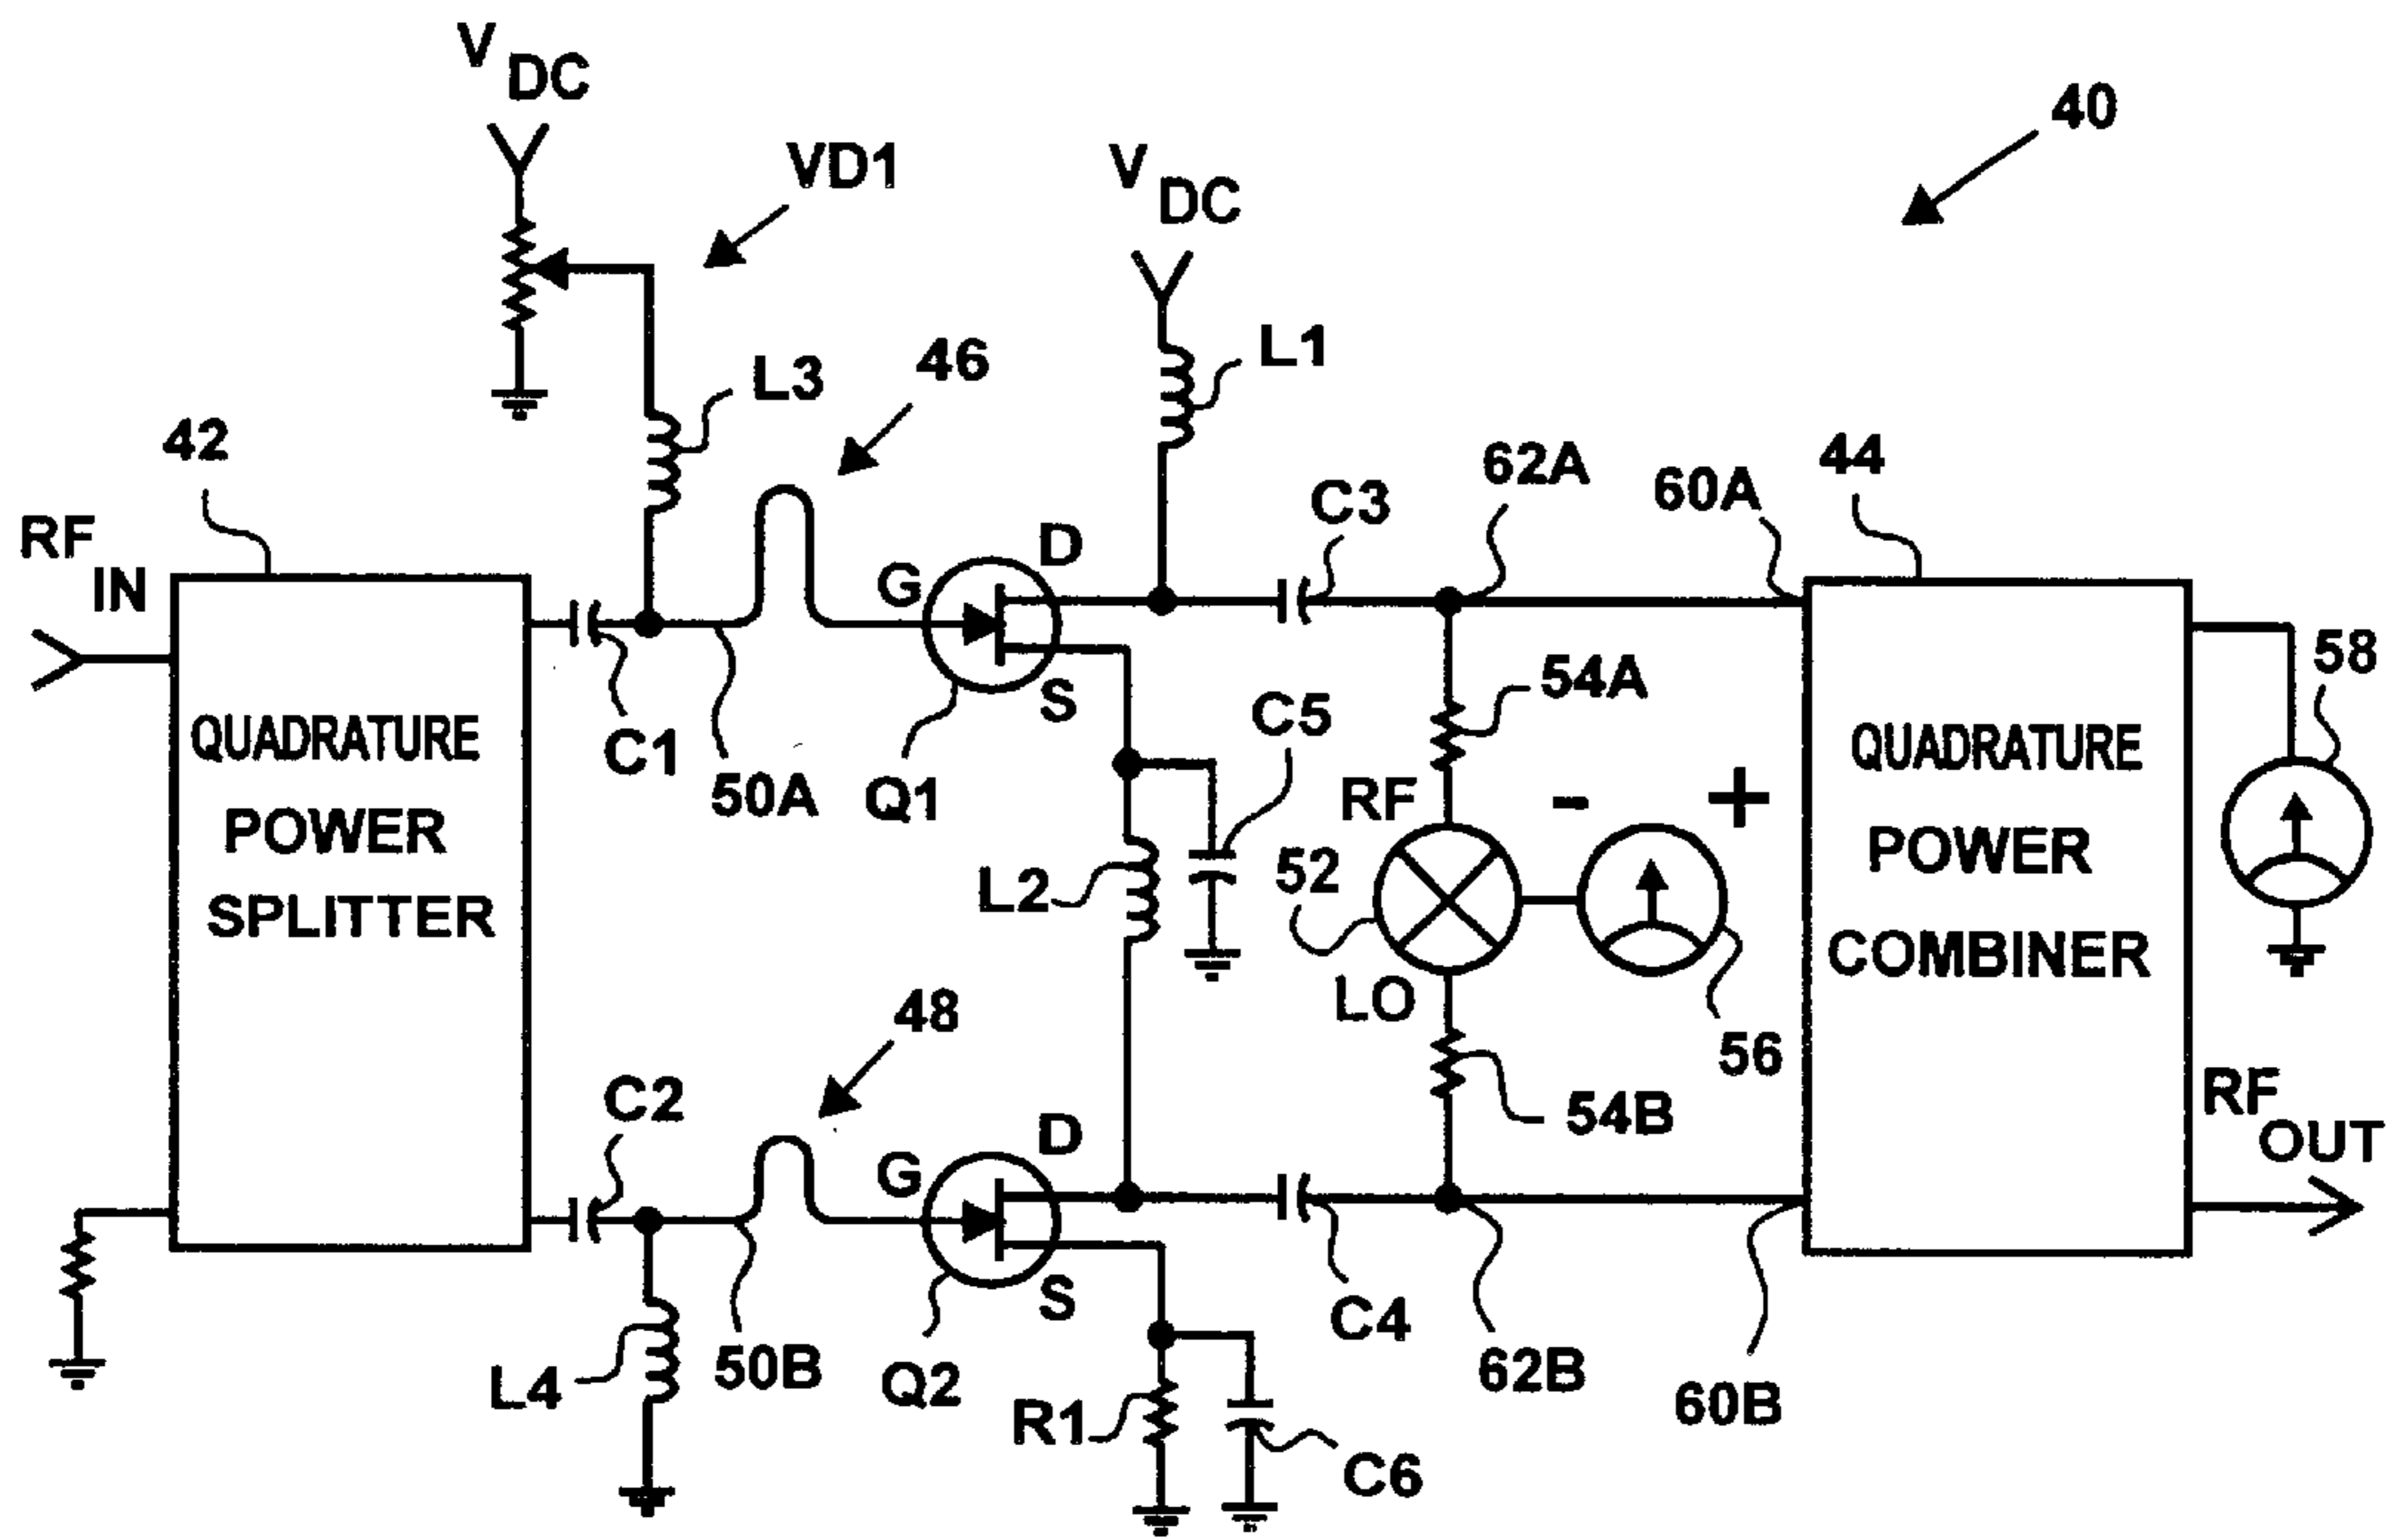 V
DC
40
VD1
V
DC
L1
46
L3
42
62A
60A
44
C3
RF
IN
D
G
58
54A
S
C5
QUADRATURE
POWER
SPLITTER
C1
50A
Q1
RF
-
+
QUADRATURE
POWER
COMBINER
52
L2
LO
48
56
C2
54B
RF
OUT
D
G
S
C4
L4
50B
Q2
62B
60B
R1
C6